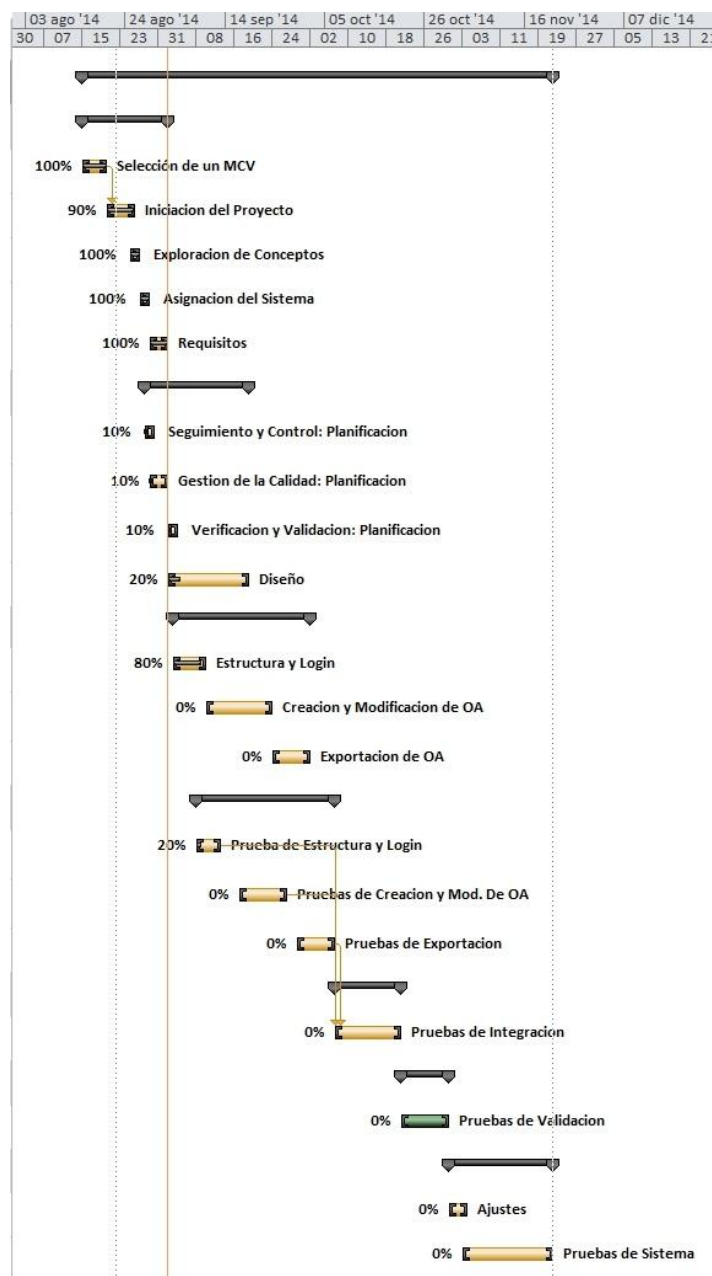 03 ago '14 24 ago '14 14 sep '14 05 oct '14 26 oct '14 16 nov '14 07 dic '14
30 07 15 23 31 08 16 24 02 10 18 26 03 11 19 27 05 13 21
100% Selección de un MCV
90% Iniciacion del Proyecto
100% Exploracion de Conceptos
100% Asignacion del Sistema
100% Requisitos
10% Seguimiento y Control: Planificacion
10% Gestion de la Calidad: Planificacion
10% Verificacion y Validacion: Planificacion
20% Diseño
80% Estructura y Login
0% Creacion y Modificacion de OA
0% Exportacion de OA
20% Prueba de Estructura y Login
0% Pruebas de Creacion y Mod. De OA
0% Pruebas de Exportacion
0% Pruebas de Integracion
0% Pruebas de Validacion
0% Ajustes
0% Pruebas de Sistema